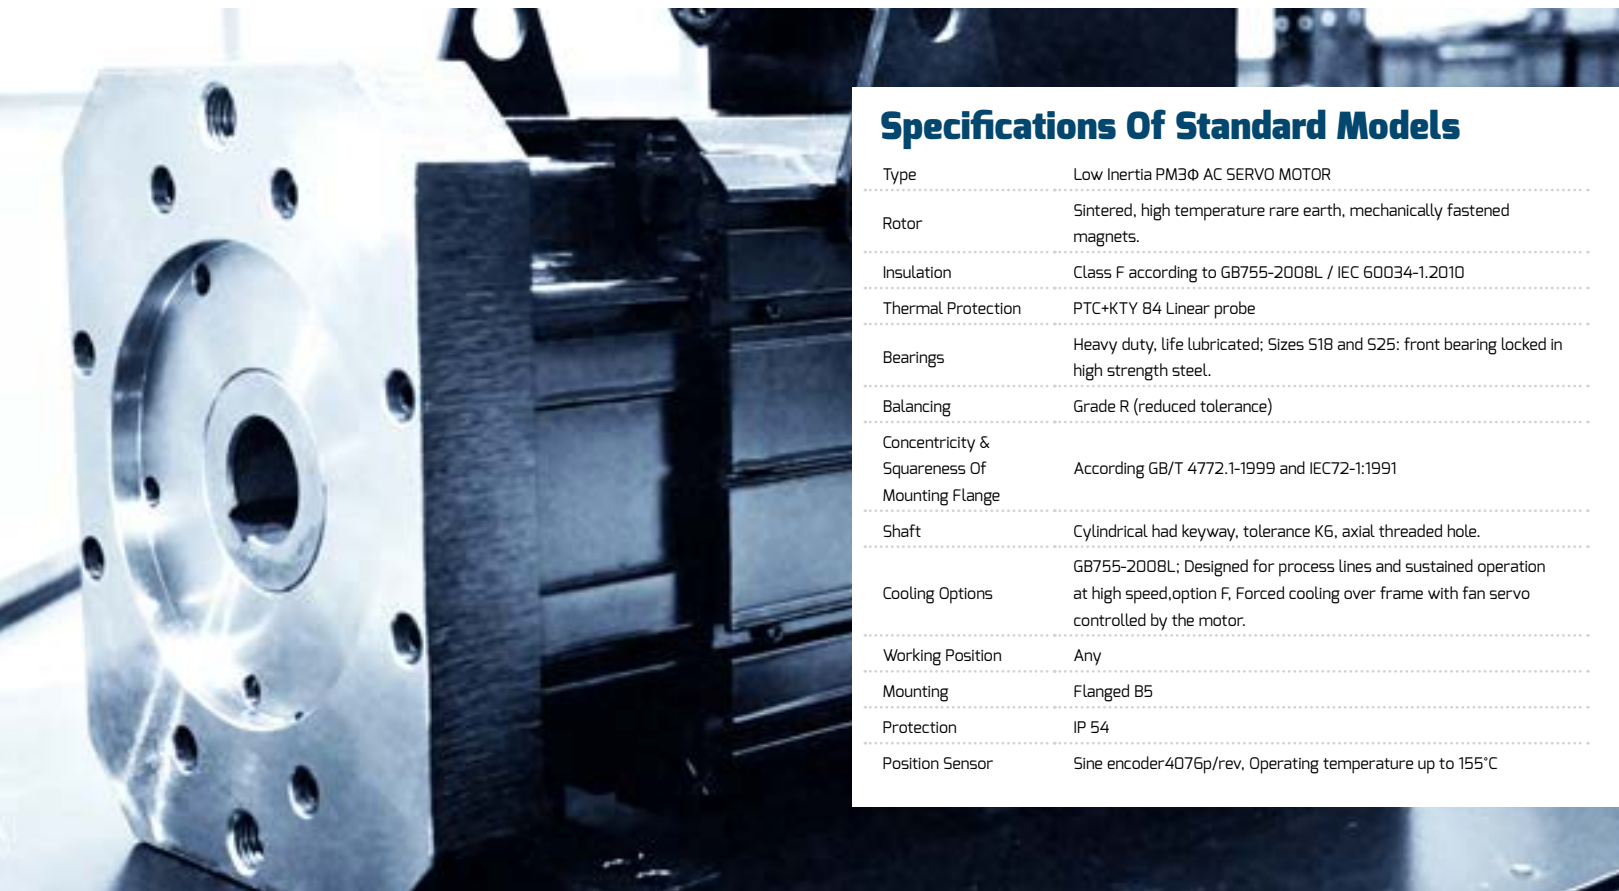 Specifications Of Standard Models
Type Low Inertia PM3Φ AC SERVO MOTOR
Rotor Sintered, high temperature rare earth, mechanically fastened
magnets.
Insulation Class F according to GB755-2008L / IEC 60034-1.2010
Thermal Protection PTC+KTY 84 Linear probe
Bearings Heavy duty, life lubricated; Sizes S18 and S25: front bearing locked in
high strength steel.
Balancing Grade R (reduced tolerance)
Concentricity &
Squareness Of
Mounting Flange
According GB/T 4772.1-1999 and IEC72-1:1991
Shaft Cylindrical had keyway, tolerance K6, axial threaded hole.
Cooling Options
GB755-2008L; Designed for process lines and sustained operation
at high speed,option F, Forced cooling over frame with fan servo
controlled by the motor.
Working Position Any
Mounting Flanged B5
Protection IP 54
Position Sensor Sine encoder4076p/rev, Operating temperature up to 155°C